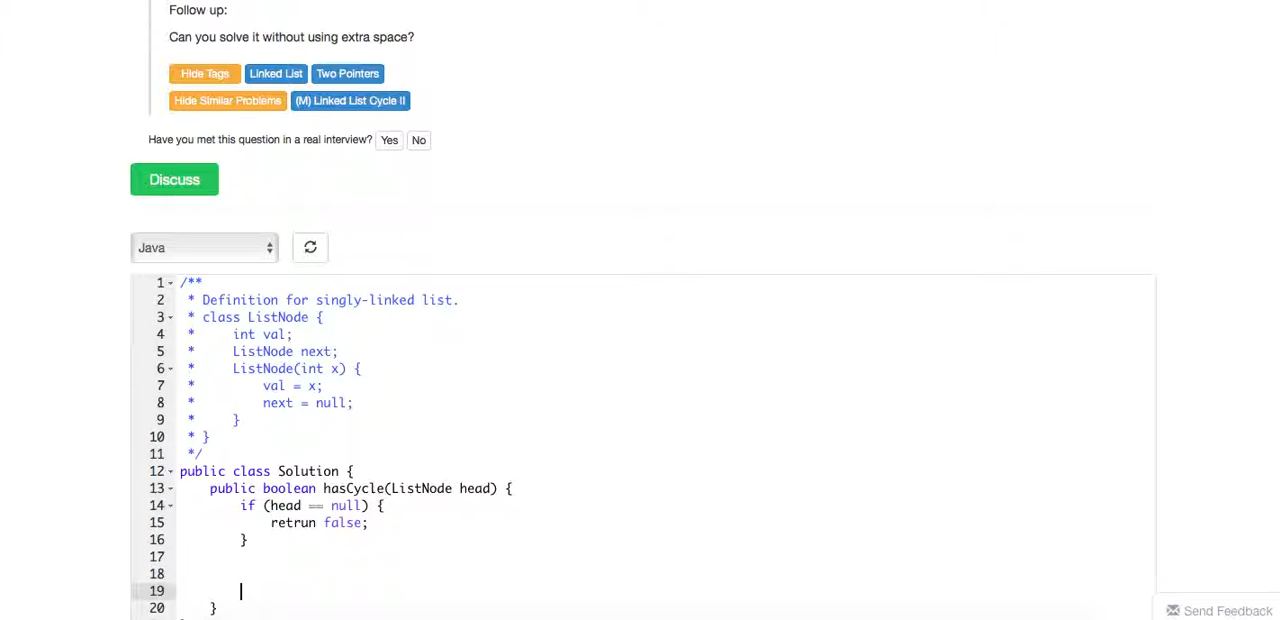 Follow up:
Can you solve it without using extra space?
Hide Tags Linked List Two Pointers
Hide Similar Problems (M) Linked List Cycle II
Have you met this question in a real interview? Yes No
Discuss
Java
1 /**
2 * Definition for singly-linked list.
3 * class ListNode {
4 * int val;
5 * ListNode next;
6 * ListNode(int x) {
7 * val = x;
8 * next = null;
9 * }
10 * }
11 */
12 public class Solution {
13 public boolean hasCycle(ListNode head) {
14 if (head == null) {
15 retrun false;
16 }
17
18
19
20 }
Send Feedback